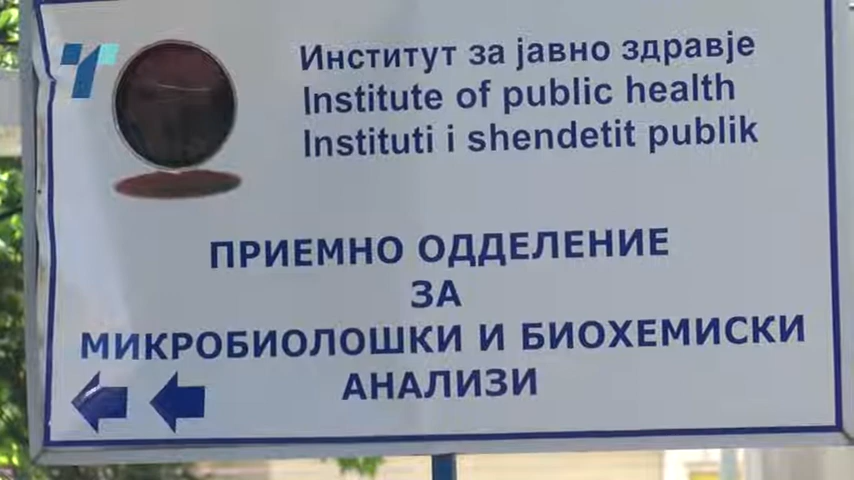 Институт за јавно здравје
Institute of public health
Instituti i shendetit publik
ПРИЕМНО ОДДЕЛЕНИЕ
ЗА
МИКРОБИОЛОШКИ И БИОХЕМИСКИ
АНАЛИЗИ